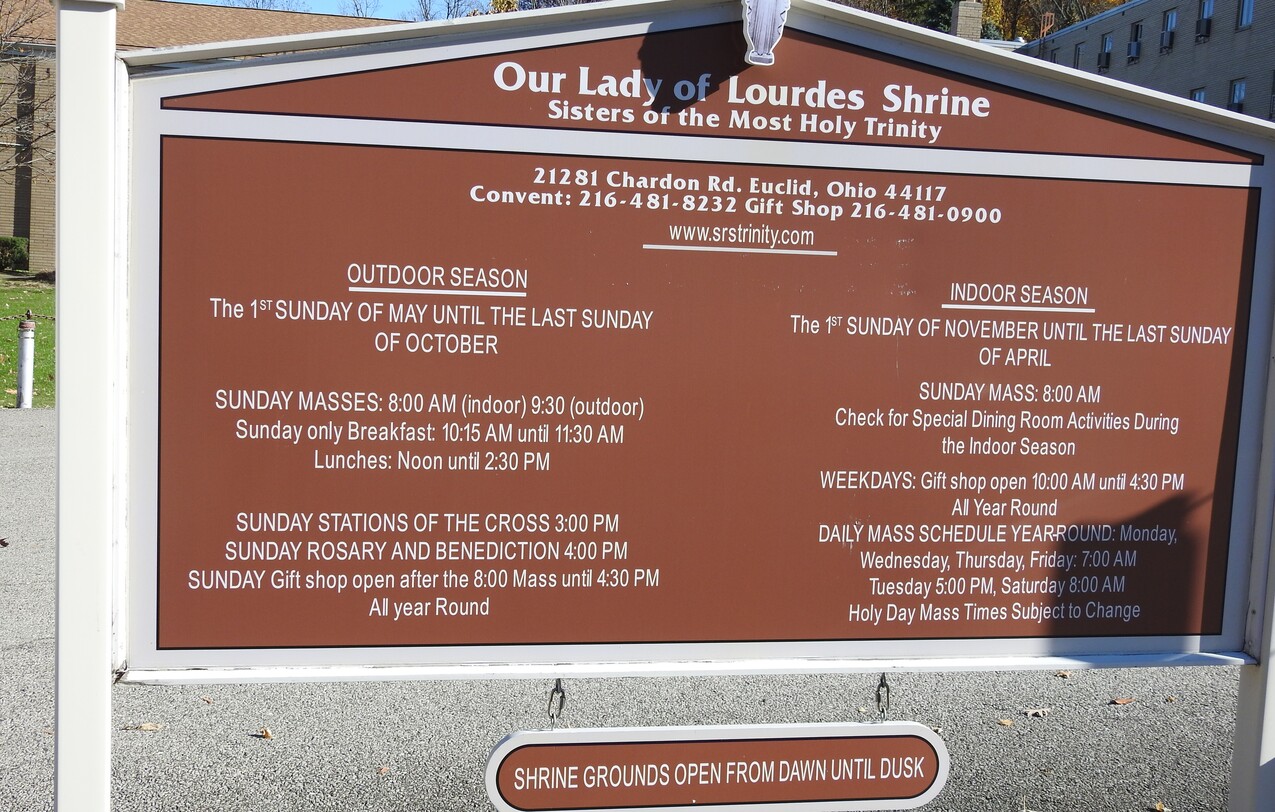 Our Lady of Lourdes Shrine
Sisters of the Most Holy Trinity
21281 Chardon Rd. Euclid, Ohio 44117
Convent: 216-481-8232 Gift Shop 216-481-0900
www.srstrinity.com
OUTDOOR SEASON
The 1ST SUNDAY OF MAY UNTIL THE LAST SUNDAY
OF OCTOBER
SUNDAY MASSES: 8:00 AM (indoor) 9:30 (outdoor)
Sunday only Breakfast: 10:15 AM until 11:30 AM
Lunches: Noon until 2:30 PM
SUNDAY STATIONS OF THE CROSS 3:00 PM
SUNDAY ROSARY AND BENEDICTION 4:00 PM
SUNDAY Gift shop open after the 8:00 Mass until 4:30 PM
All year Round
INDOOR SEASON
The 1ST SUNDAY OF NOVEMBER UNTIL THE LAST SUNDAY
OF APRIL
SUNDAY MASS: 8:00 AM
Check for Special Dining Room Activities During
the Indoor Season
WEEKDAYS: Gift shop open 10:00 AM until 4:30 PM
All Year Round
DAILY MASS SCHEDULE YEAR-ROUND: Monday,
Wednesday, Thursday, Friday: 7:00 AM
Tuesday 5:00 PM, Saturday 8:00 AM
Holy Day Mass Times Subject to Change
SHRINE GROUNDS OPEN FROM DAWN UNTIL DUSK